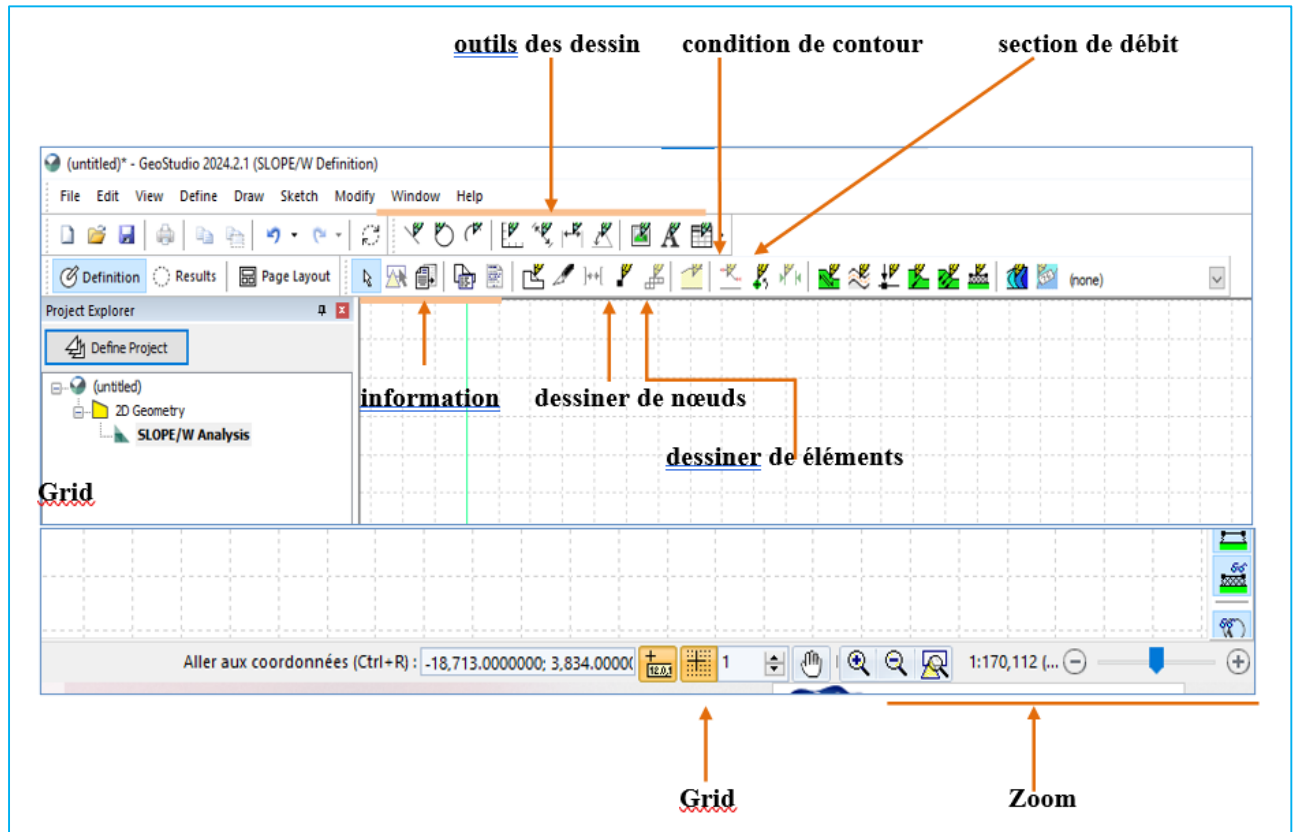 outils des dessin condition de contour section de débit
(untitled)* - GeoStudio 2024.2.1 (SLOPE/W Definition)
File Edit View Define Draw Sketch Modify Window Help
Definition Results Page Layout (none)
Project Explorer
Define Project
(untitled)
2D Geometry
SLOPE/W Analysis
information dessiner de nœuds
dessiner de éléments
Grid
Aller aux coordonnées (Ctrl+R) : -18,713.0000000; 3,834.0000( 12.0,1 1 1:170,112 (...
Grid Zoom